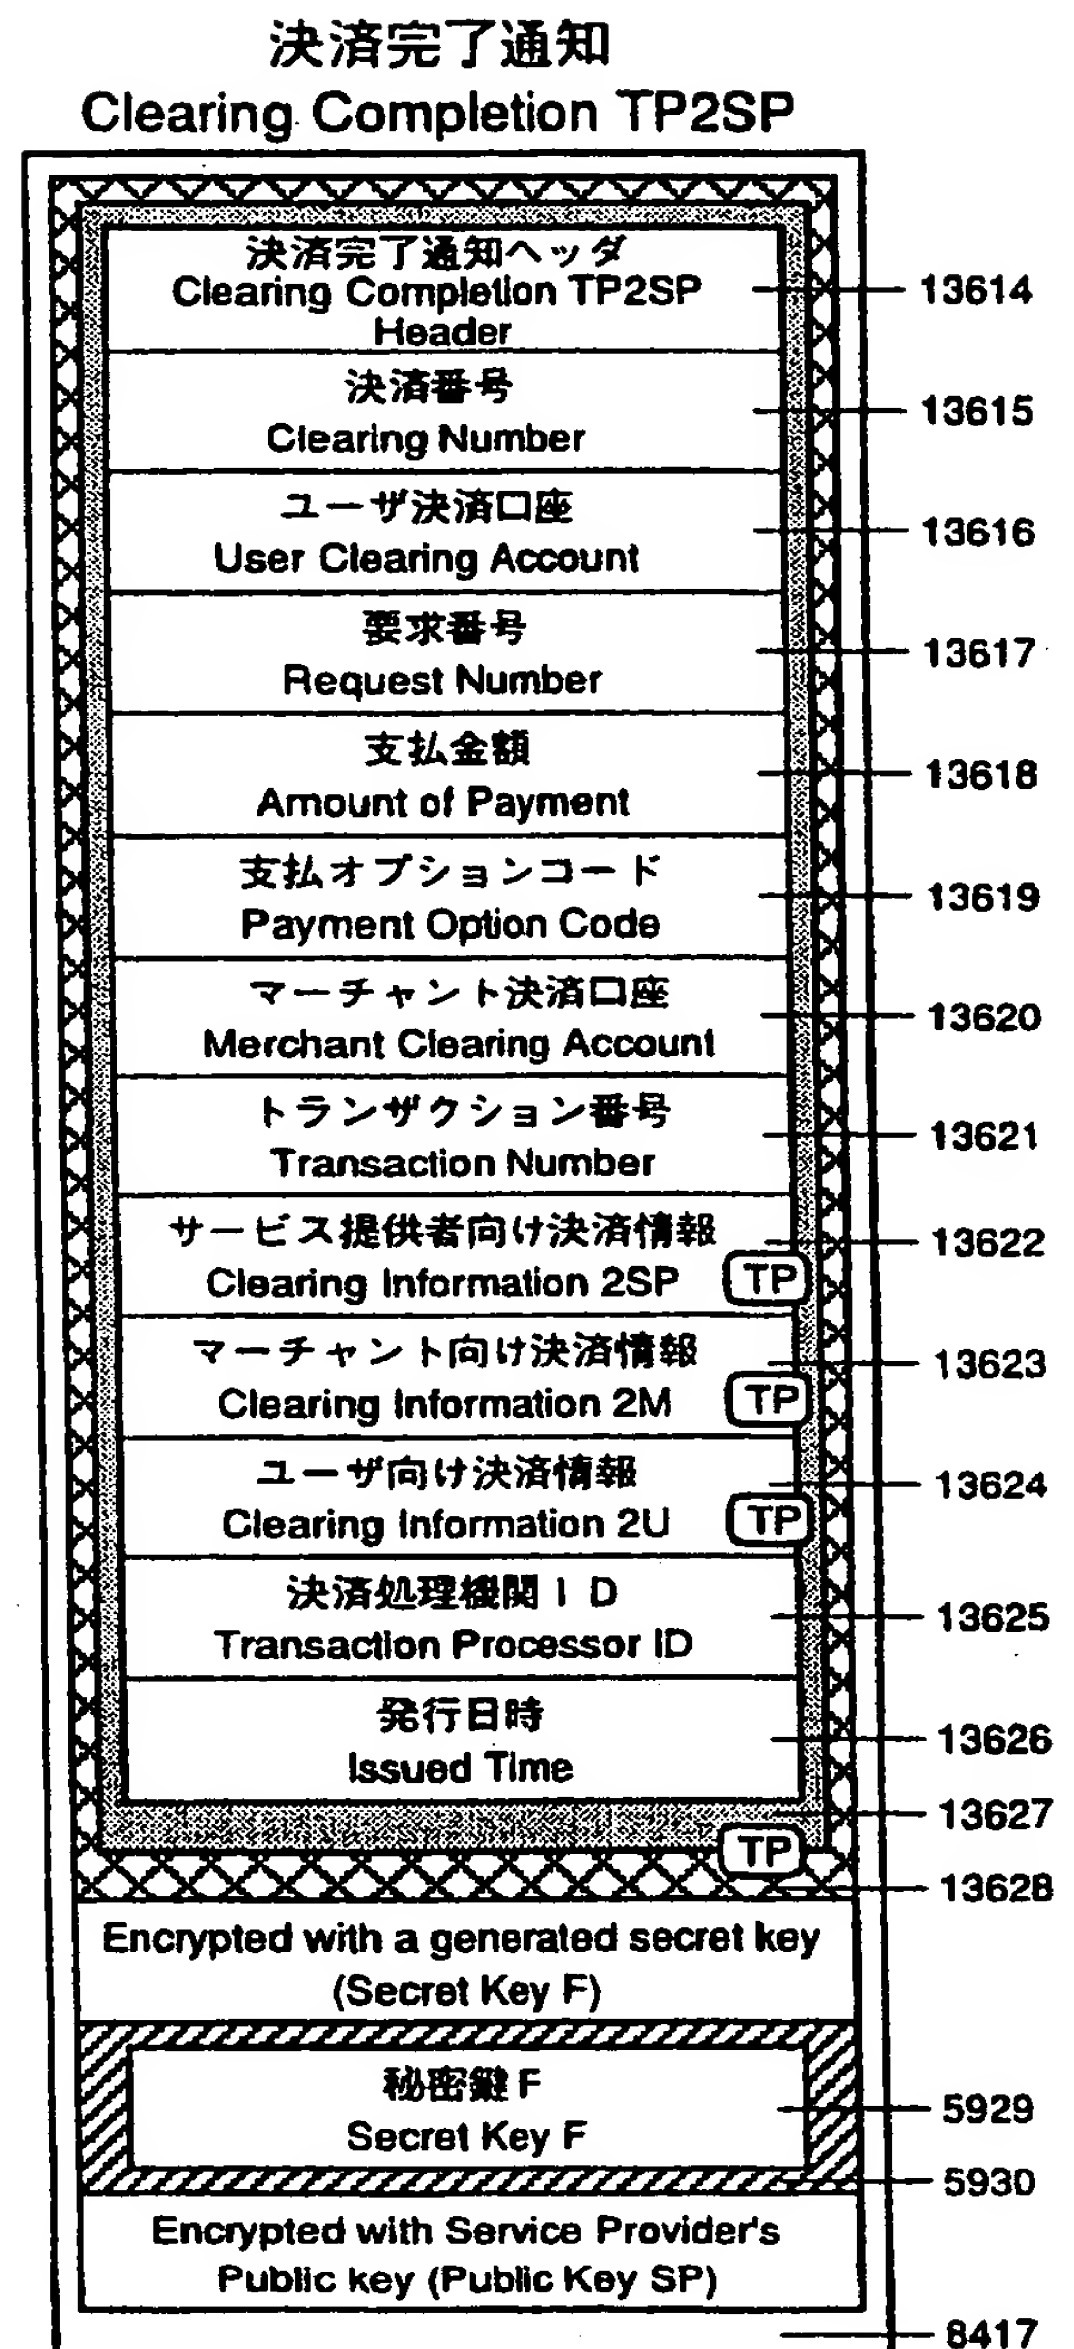 決済完了通知
Clearing Completion TP2SP
決済完了通知ヘッダ
Clearing Completion TP2SP
Header
13614
決済番号
Clearing Number
13615
ユーザ決済口座
User Clearing Account
13616
要求番号
Request Number
13617
支払金額
Amount of Payment
13618
支払オプションコード
Payment Option Code
13619
マーチャント決済口座
Merchant Clearing Account
13620
トランザクション番号
Transaction Number
13621
サービス提供者向け決済情報
Clearing Information 2SP
TP
13622
マーチャント向け決済情報
Clearing Information 2M
TP
13623
ユーザ向け決済情報
Clearing Information 2U
TP
13624
決済処理機関ID
Transaction Processor ID
13625
発行日時
Issued Time
13626
13627
TP
13628
Encrypted with a generated secret key
(Secret Key F)
秘密鍵F
Secret Key F
5929
5930
Encrypted with Service Provider's
Public key (Public Key SP)
8417